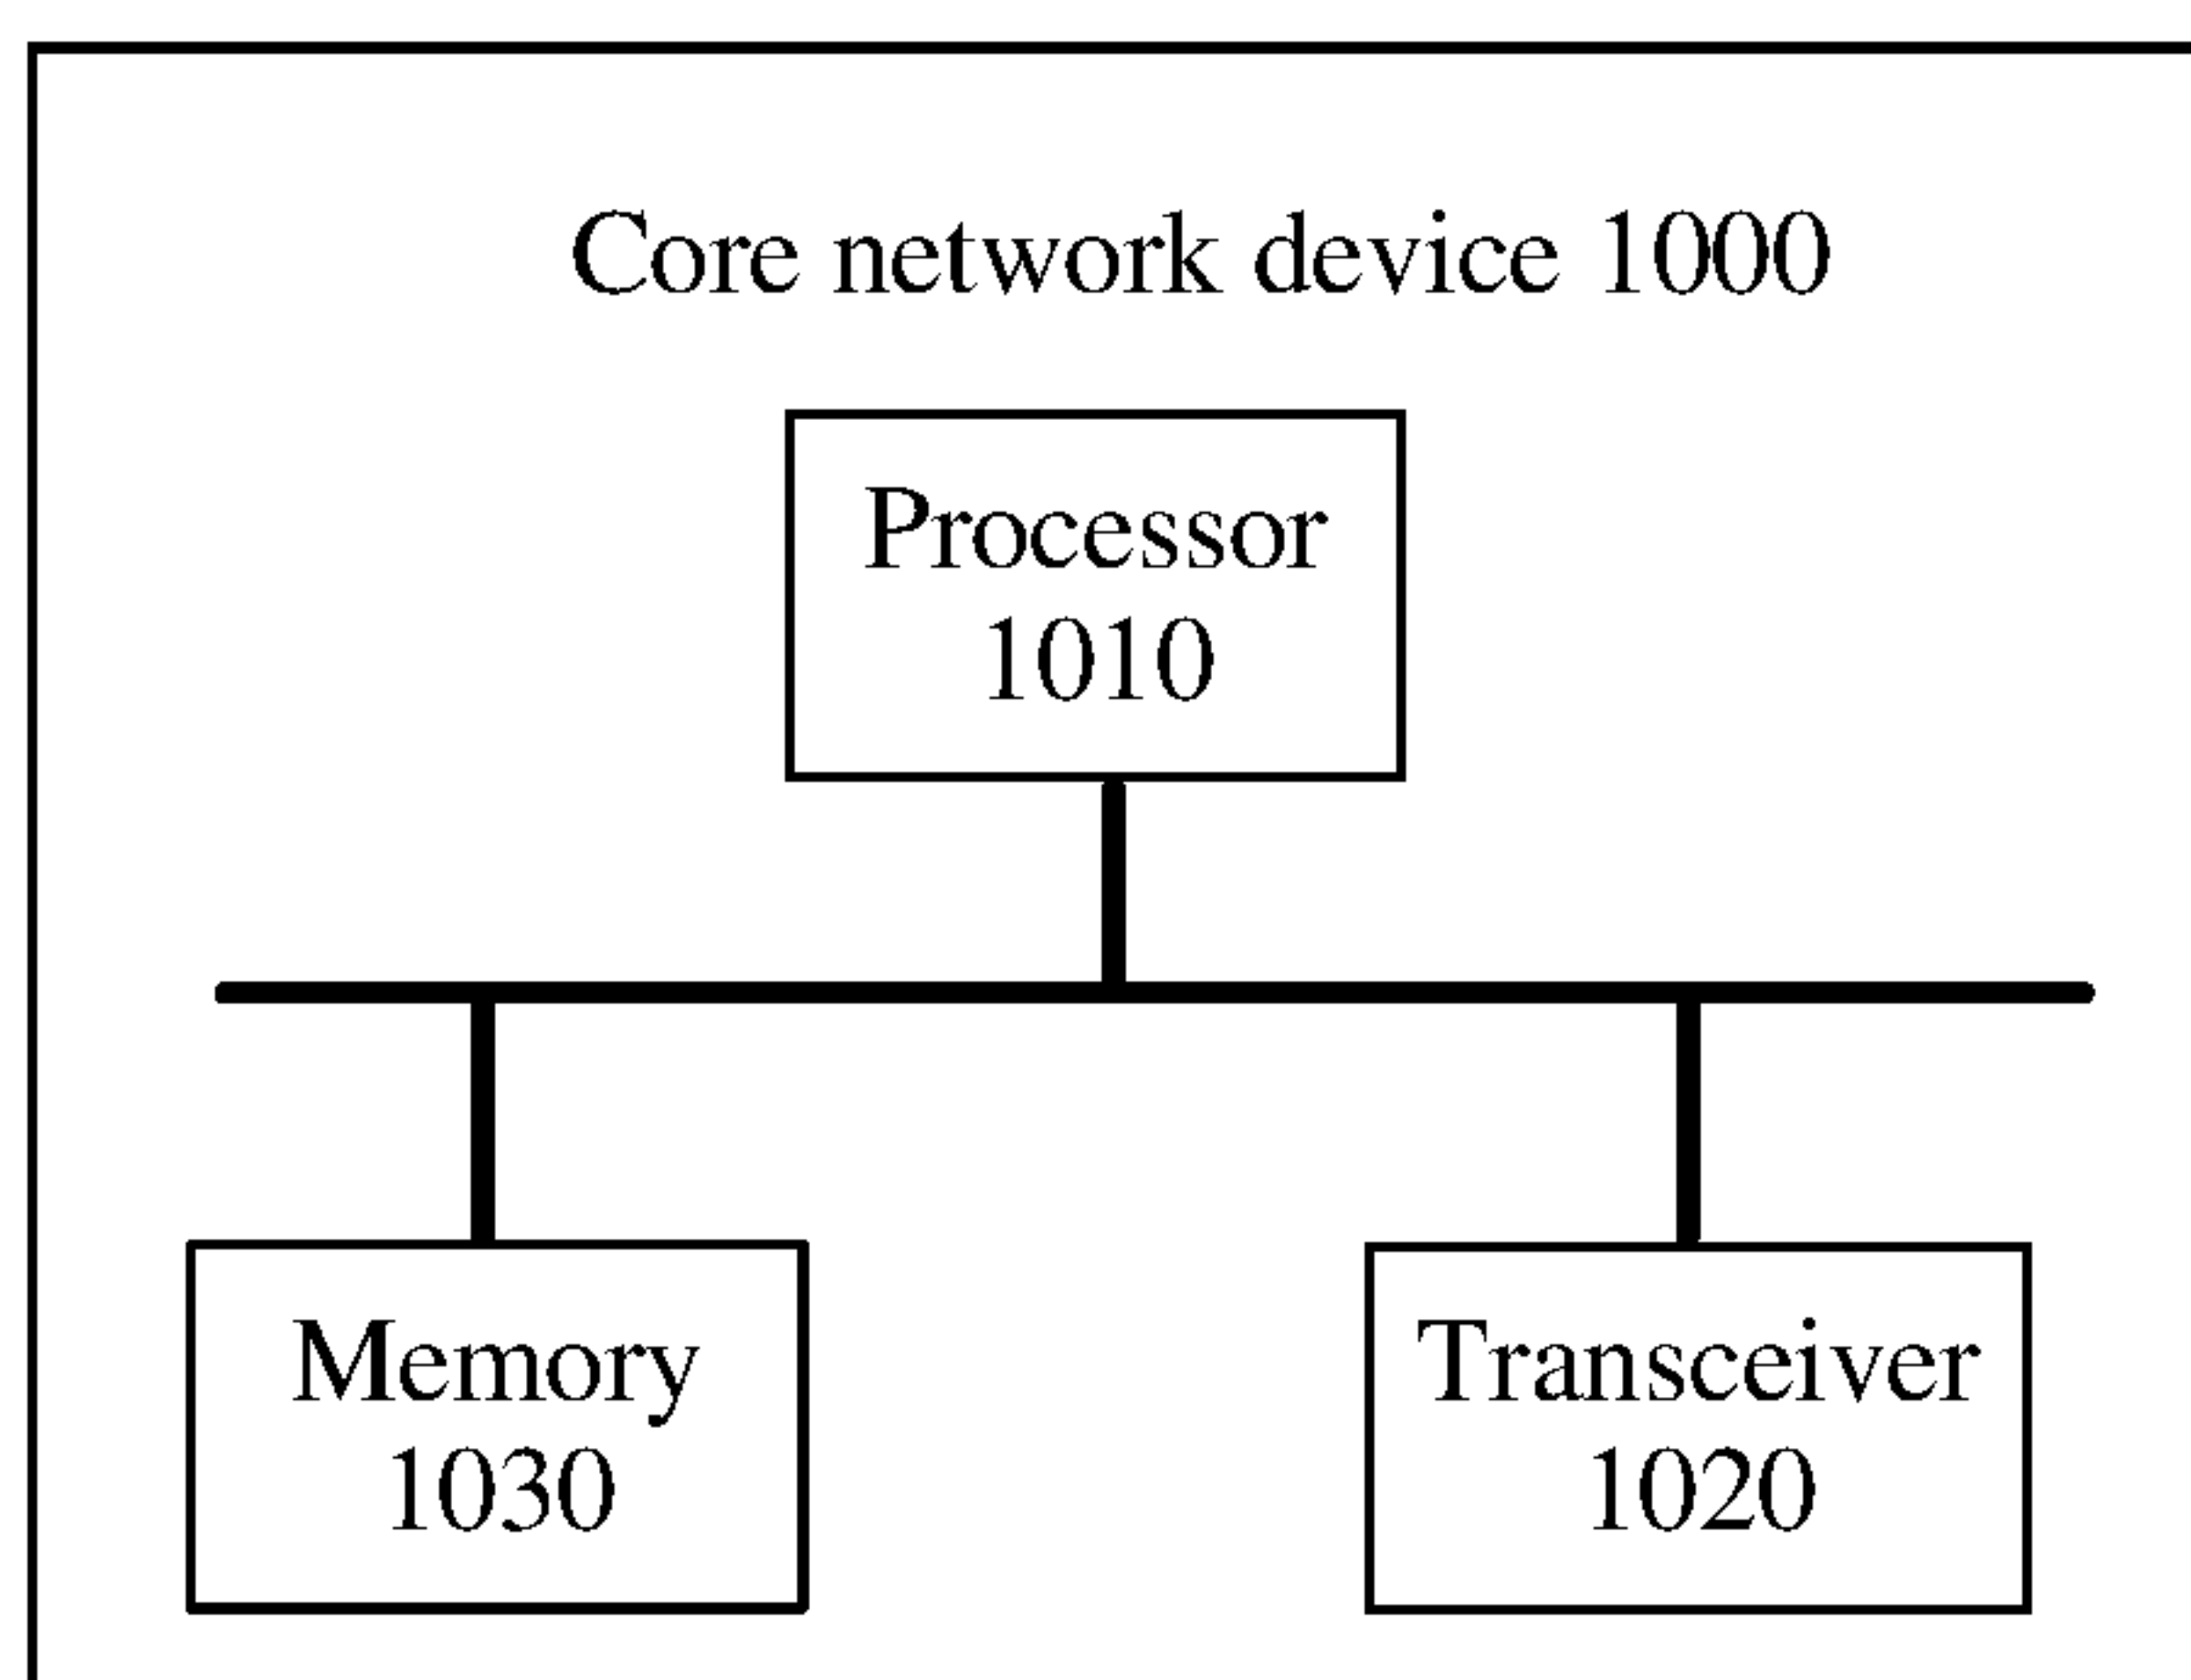 Core network device 1000
Processor
1010
Memory
1030
Transceiver
1020